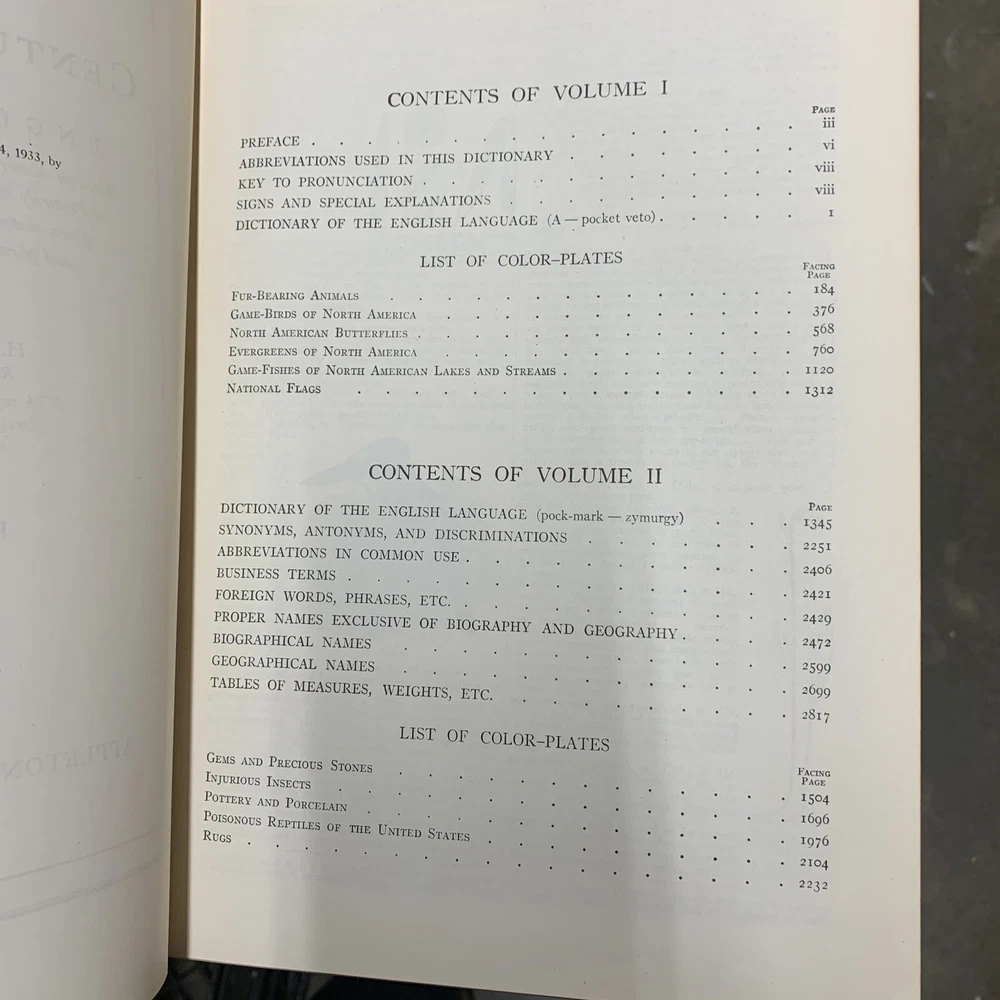 4, 1933, by
CONTENTS OF VOLUME I
PAGE
PREFACE . . . . . . . . . . . . . . . . . iii
ABBREVIATIONS USED IN THIS DICTIONARY . . . . . . . . vi
KEY TO PRONUNCIATION . . . . . . . . . . . . . viii
SIGNS AND SPECIAL EXPLANATIONS . . . . . . . . . . viii
DICTIONARY OF THE ENGLISH LANGUAGE (A — pocket veto) . . . . . 1
LIST OF COLOR-PLATES
FACING
PAGE
FUR-BEARING ANIMALS . . . . . . . . . . . . . . 184
GAME-BIRDS OF NORTH AMERICA . . . . . . . . . . . . 376
NORTH AMERICAN BUTTERFLIES . . . . . . . . . . . . . 568
EVERGREENS OF NORTH AMERICA . . . . . . . . . . . . 760
GAME-FISHES OF NORTH AMERICAN LAKES AND STREAMS . . . . . . . . 1120
NATIONAL FLAGS . . . . . . . . . . . . . . . 1312
CONTENTS OF VOLUME II
PAGE
DICTIONARY OF THE ENGLISH LANGUAGE (pock-mark — zymurgy) . . . 1345
SYNONYMS, ANTONYMS, AND DISCRIMINATIONS . . . . . . . 2251
ABBREVIATIONS IN COMMON USE . . . . . . . . . . . . 2406
BUSINESS TERMS . . . . . . . . . . . . . . . . 2421
FOREIGN WORDS, PHRASES, ETC. . . . . . . . . . . . . 2429
PROPER NAMES EXCLUSIVE OF BIOGRAPHY AND GEOGRAPHY . . . . 2472
BIOGRAPHICAL NAMES . . . . . . . . . . . . . . 2599
GEOGRAPHICAL NAMES . . . . . . . . . . . . . . 2699
TABLES OF MEASURES, WEIGHTS, ETC. . . . . . . . . . . 2817
LIST OF COLOR-PLATES
FACING
PAGE
GEMS AND PRECIOUS STONES . . . . . . . . . . . . . 1504
INJURIOUS INSECTS . . . . . . . . . . . . . . . 1696
POTTERY AND PORCELAIN . . . . . . . . . . . . . . 1976
POISONOUS REPTILES OF THE UNITED STATES . . . . . . . . . . 2104
RUGS . . . . . . . . . . . . . . . . . . 2232